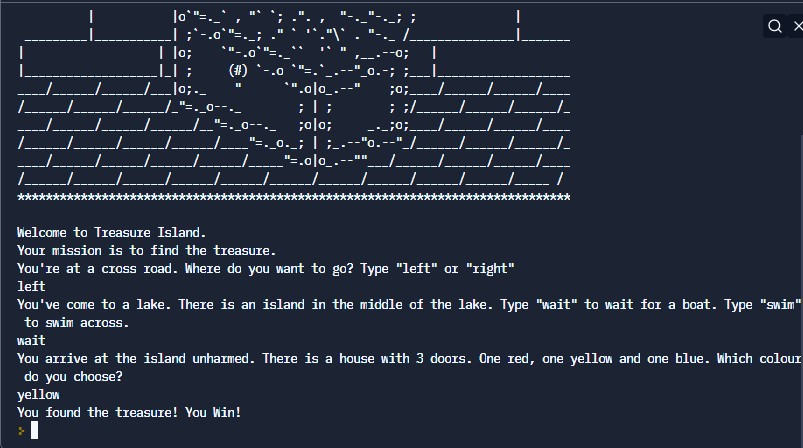 Welcome to Treasure Island.
Your mission is to find the treasure.
You're at a cross road. Where do you want to go? Type "left" or "right"
left
You've come to a lake. There is an island in the middle of the lake. Type "wait" to wait for a boat. Type "swim"
to swim across.
wait
You arrive at the island unharmed. There is a house with 3 doors. One red, one yellow and one blue. Which colour
do you choose?
yellow
You found the treasure! You Win!